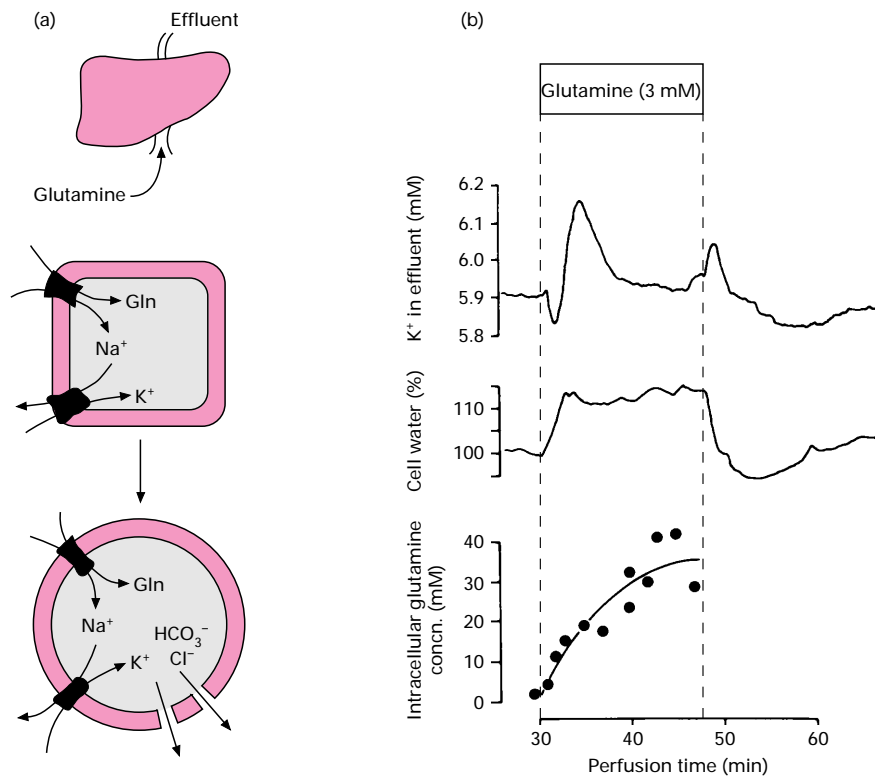 (a)
Effluent
Glutamine
Gln
Na⁺
K⁺
Gln
Na⁺
HCO₃⁻
Cl⁻
K⁺
(b)
Glutamine (3 mM)
K⁺ in effluent (mM)
6.2
6.1
6.0
5.9
5.8
Cell water (%)
110
100
Intracellular glutamine
concn. (mM)
40
30
20
10
0
30 40 50 60
Perfusion time (min)